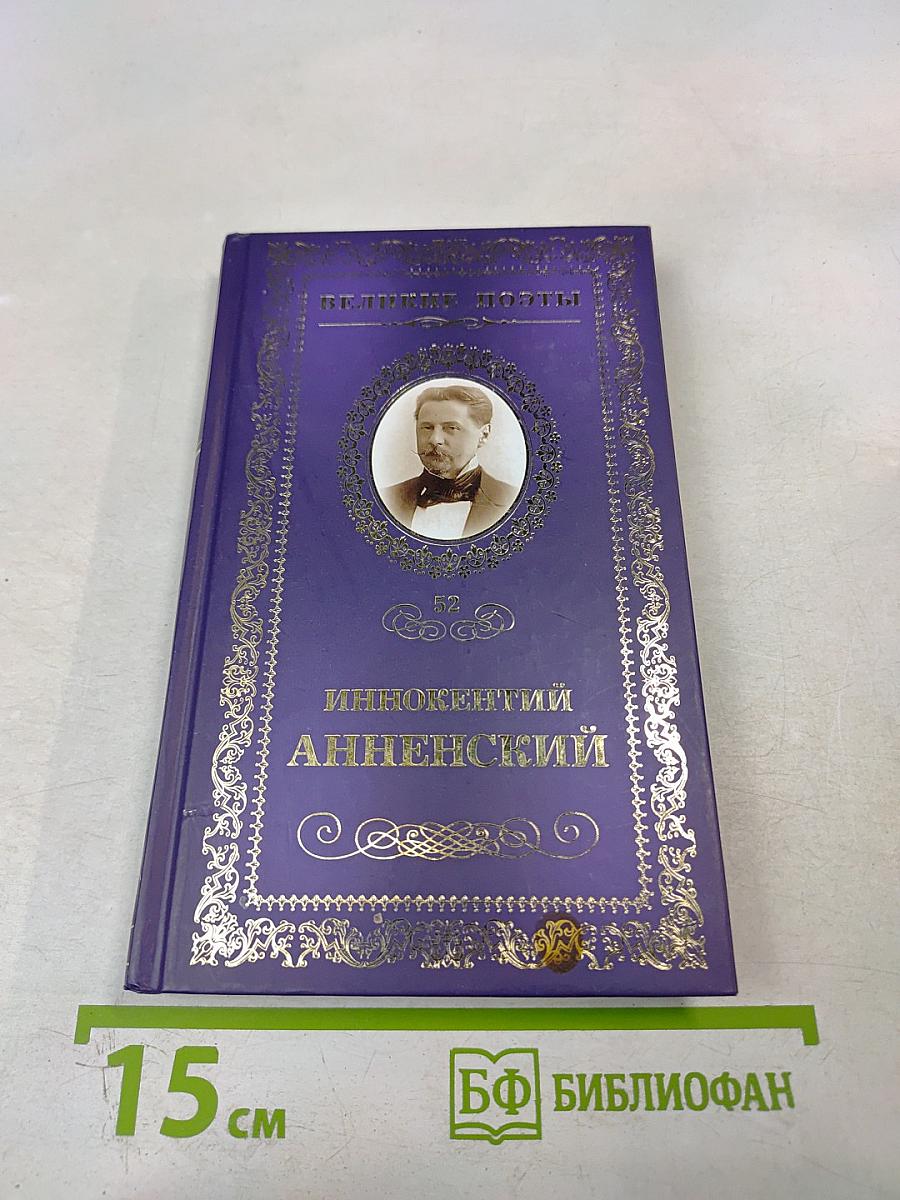 ВЕЛИКИЕ ПОЭТЫ
52
ИННОКЕНТИЙ
АННЕНСКИЙ
15 см
БФ БИБЛИОФАН